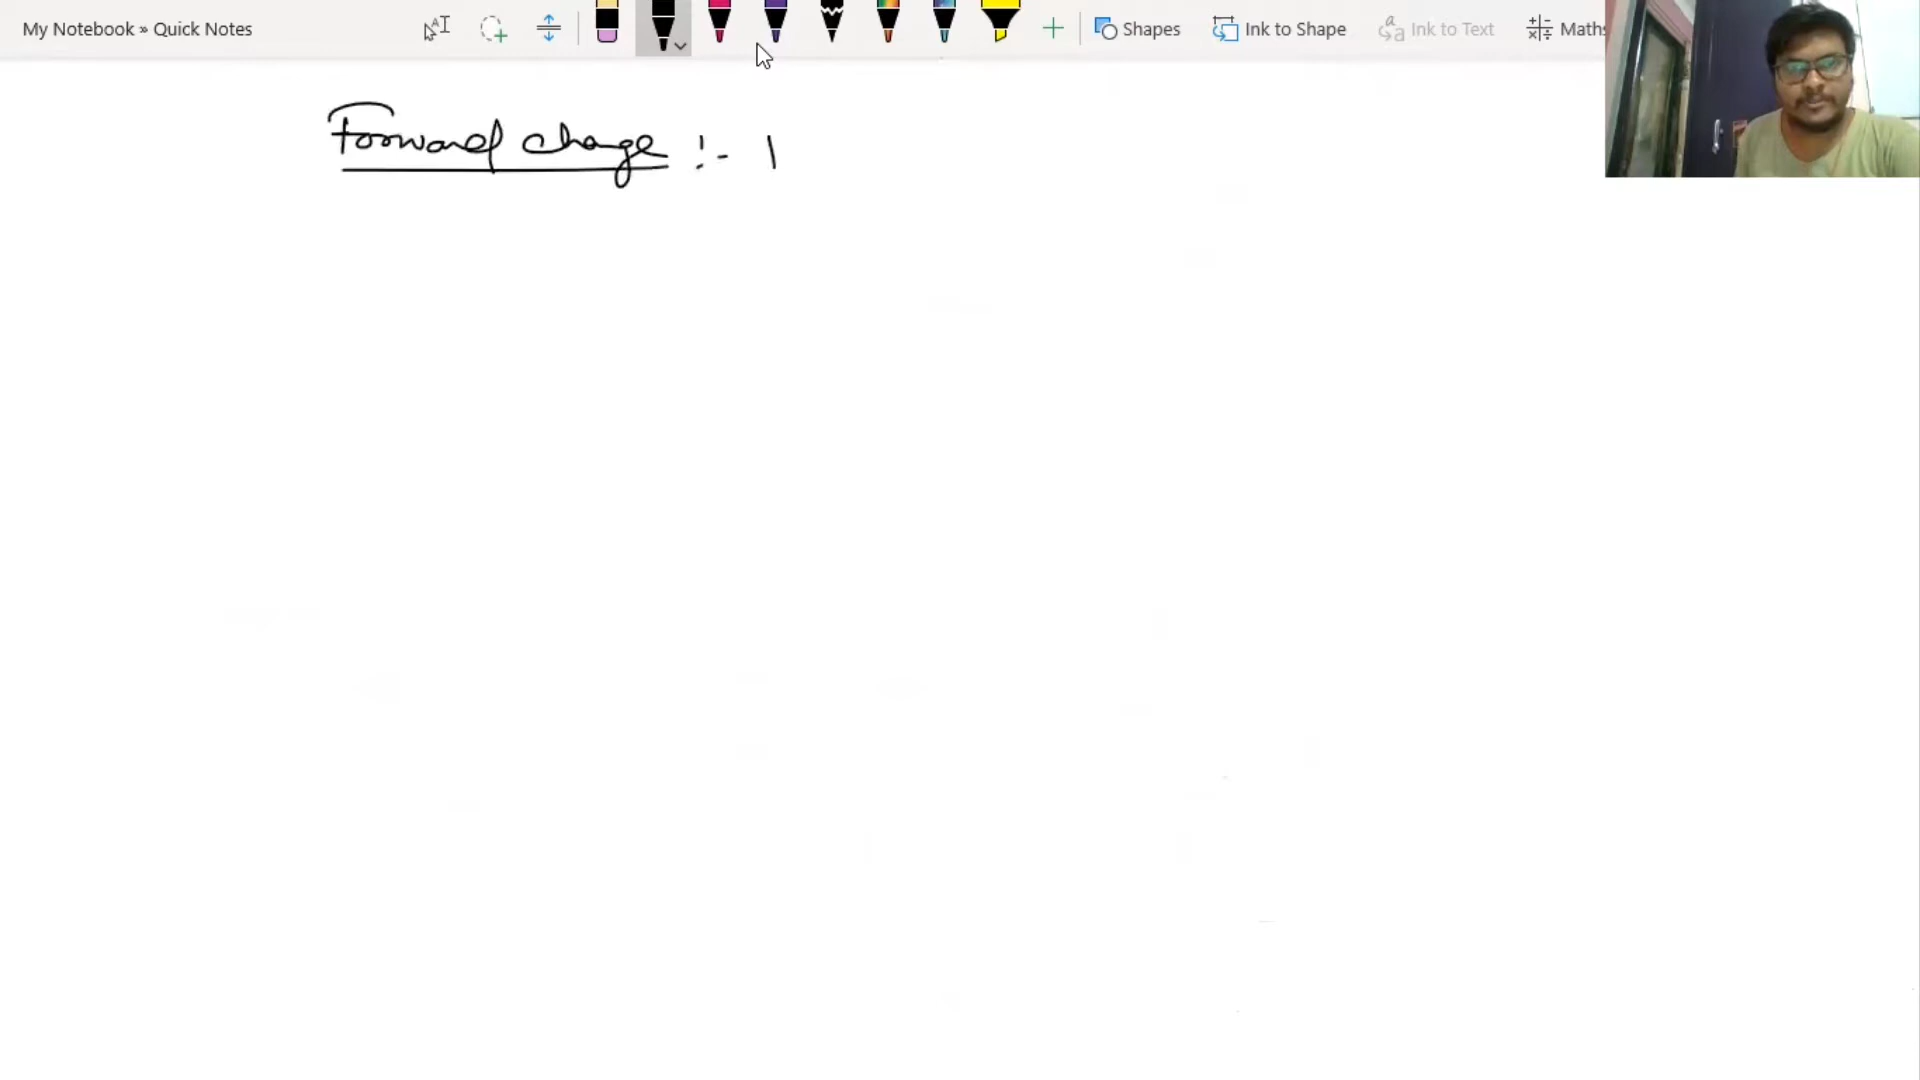 My Notebook » Quick Notes Shapes Ink to Shape Ink to Text Maths
Forward charge :- 1